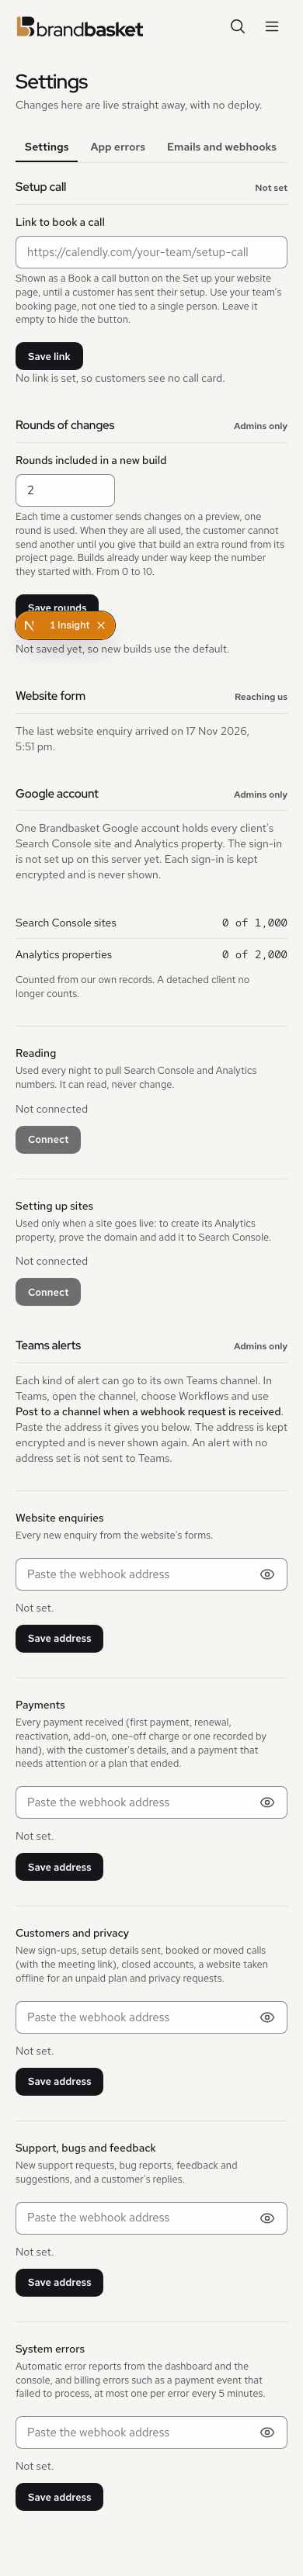 brandbasket
Settings
Changes here are live straight away, with no deploy.
Settings
App errors
Emails and webhooks
Setup call
Not set
Link to book a call
https://calendly.com/your-team/setup-call
Shown as a Book a call button on the Set up your website
page, until a customer has sent their setup. Use your team's
booking page, not one tied to a single person. Leave it
empty to hide the button.
Save link
No link is set, so customers see no call card.
Rounds of changes
Admins only
Rounds included in a new build
2
Each time a customer sends changes on a preview, one
round is used. When they are all used, the customer cannot
send another until you give that build an extra round from its
project page. Builds already under way keep the number
they started with. From 0 to 10.
Save rounds
N
1 Insight
Not saved yet, so new builds use the default.
Website form
Reaching us
The last website enquiry arrived on 17 Nov 2026,
5:51 pm.
Google account
Admins only
One Brandbasket Google account holds every client's
Search Console site and Analytics property. The sign-in
is not set up on this server yet. Each sign-in is kept
encrypted and is never shown.
Search Console sites
0 of 1,000
Analytics properties
0 of 2,000
Counted from our own records. A detached client no
longer counts.
Reading
Used every night to pull Search Console and Analytics
numbers. It can read, never change.
Not connected
Connect
Setting up sites
Used only when a site goes live: to create its Analytics
property, prove the domain and add it to Search Console.
Not connected
Connect
Teams alerts
Admins only
Each kind of alert can go to its own Teams channel. In
Teams, open the channel, choose Workflows and use
Post to a channel when a webhook request is received.
Paste the address it gives you below. The address is kept
encrypted and is never shown again. An alert with no
address set is not sent to Teams.
Website enquiries
Every new enquiry from the website's forms.
Paste the webhook address
Not set.
Save address
Payments
Every payment received (first payment, renewal,
reactivation, add-on, one-off charge or one recorded by
hand), with the customer's details, and a payment that
needs attention or a plan that ended.
Paste the webhook address
Not set.
Save address
Customers and privacy
New sign-ups, setup details sent, booked or moved calls
(with the meeting link), closed accounts, a website taken
offline for an unpaid plan and privacy requests.
Paste the webhook address
Not set.
Save address
Support, bugs and feedback
New support requests, bug reports, feedback and
suggestions, and a customer's replies.
Paste the webhook address
Not set.
Save address
System errors
Automatic error reports from the dashboard and the
console, and billing errors such as a payment event that
failed to process, at most one per error every 5 minutes.
Paste the webhook address
Not set.
Save address